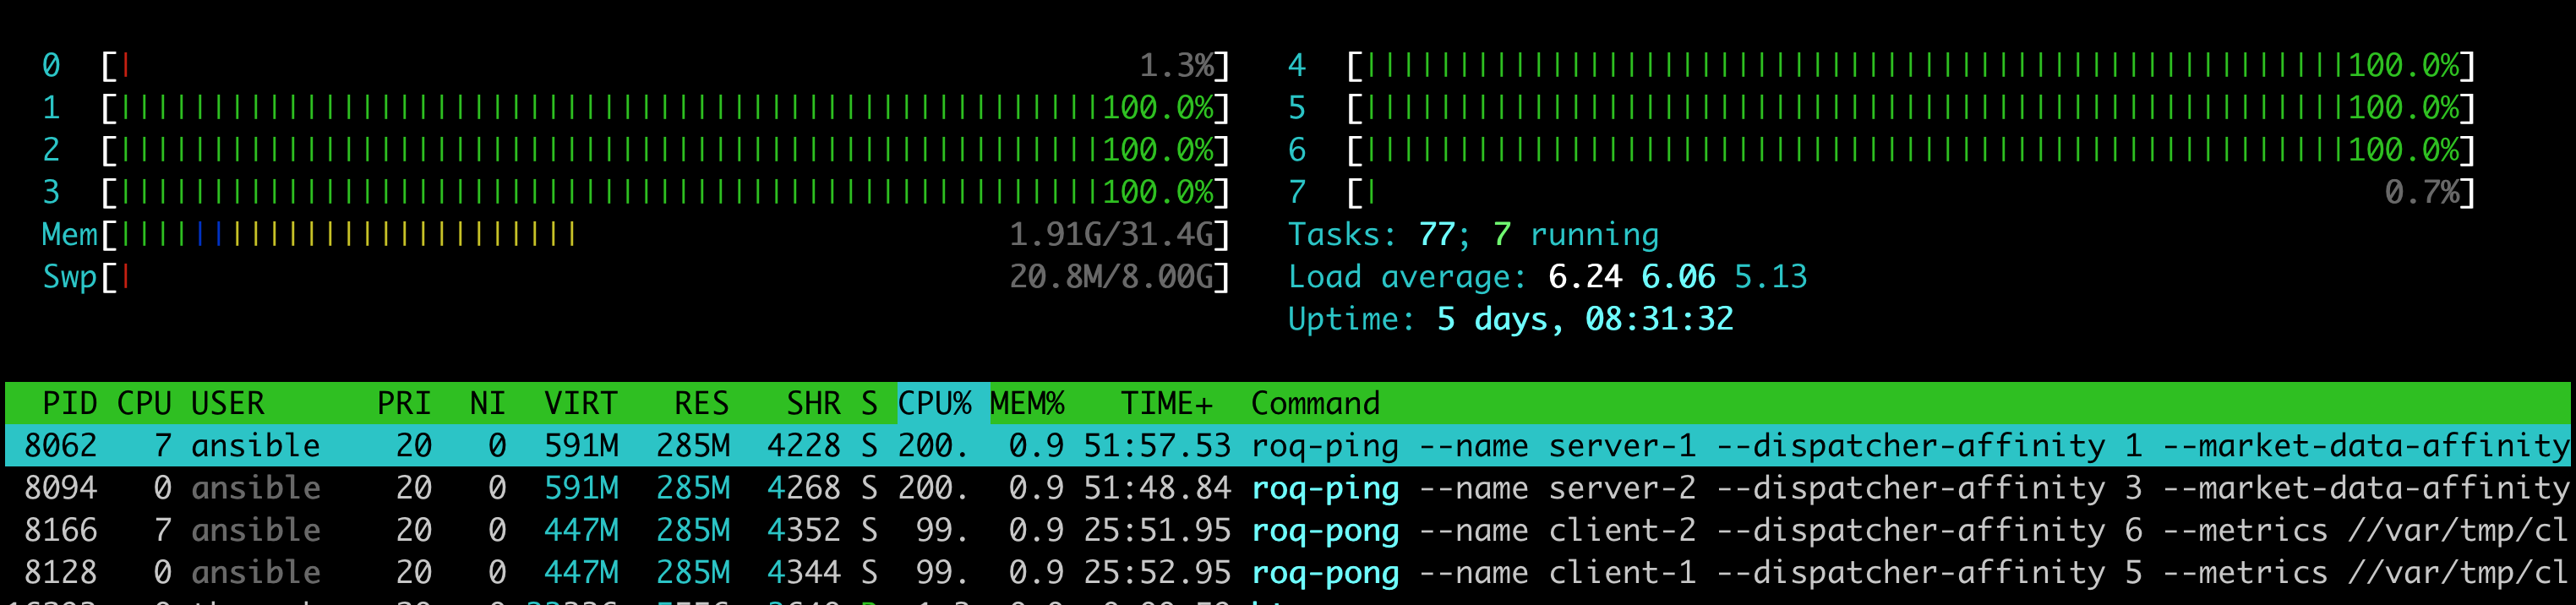 0 [| 1.3%] 4 [||||||||||||||||||||||||||||||||||||||||||||||||||||||100.0%]
1 [||||||||||||||||||||||||||||||||||||||||||||||||||||||100.0%] 5 [||||||||||||||||||||||||||||||||||||||||||||||||||||||100.0%]
2 [||||||||||||||||||||||||||||||||||||||||||||||||||||||100.0%] 6 [||||||||||||||||||||||||||||||||||||||||||||||||||||||100.0%]
3 [||||||||||||||||||||||||||||||||||||||||||||||||||||||100.0%] 7 [| 0.7%]
Mem[||||||||||||||||||||||||| 1.91G/31.4G] Tasks: 77; 7 running
Swp[| 20.8M/8.00G] Load average: 6.24 6.06 5.13
Uptime: 5 days, 08:31:32
PID CPU USER PRI NI VIRT RES SHR S CPU% MEM% TIME+ Command
8062 7 ansible 20 0 591M 285M 4228 S 200. 0.9 51:57.53 roq-ping --name server-1 --dispatcher-affinity 1 --market-data-affinity
8094 0 ansible 20 0 591M 285M 4268 S 200. 0.9 51:48.84 roq-ping --name server-2 --dispatcher-affinity 3 --market-data-affinity
8166 7 ansible 20 0 447M 285M 4352 S 99. 0.9 25:51.95 roq-pong --name client-2 --dispatcher-affinity 6 --metrics //var/tmp/cl
8128 0 ansible 20 0 447M 285M 4344 S 99. 0.9 25:52.95 roq-pong --name client-1 --dispatcher-affinity 5 --metrics //var/tmp/cl